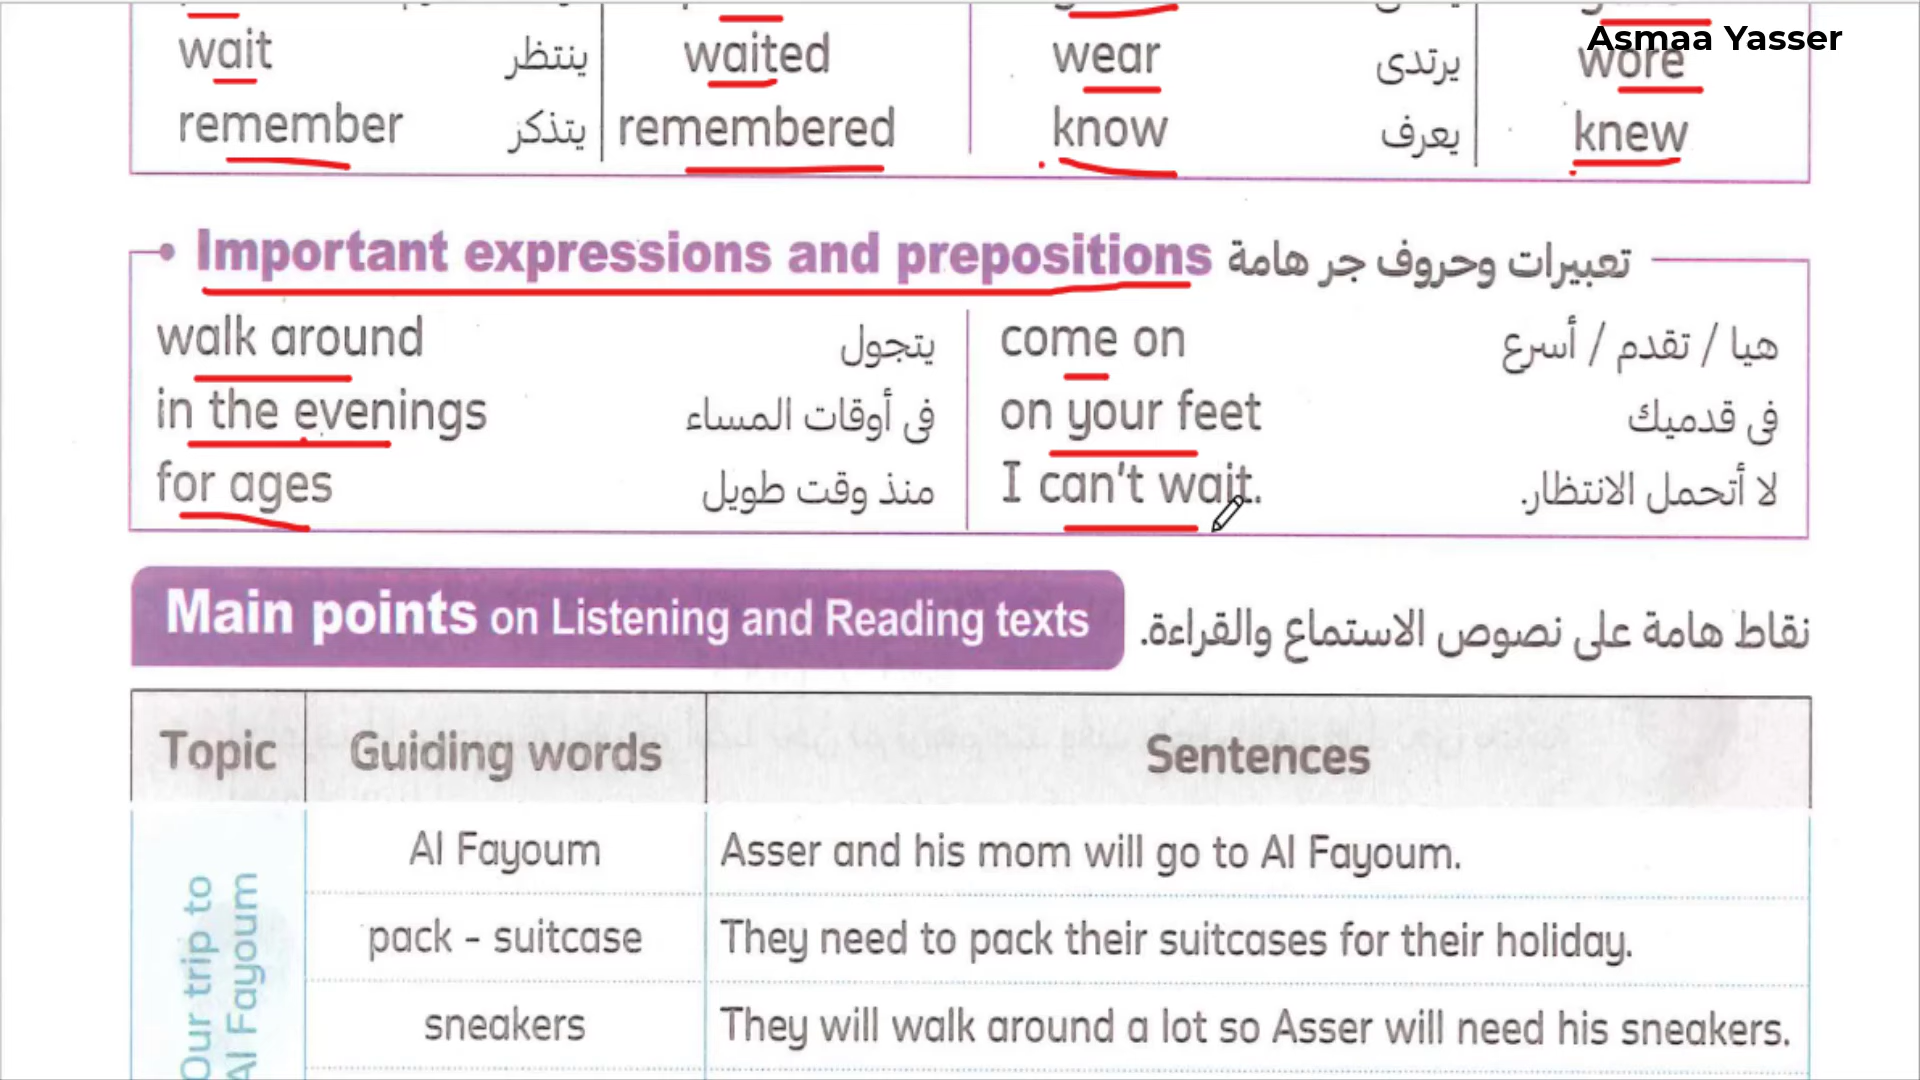 Asmaa Yasser
wait ينتظر waited wear يرتدى wore
remember يتذكر remembered know يعرف knew
• Important expressions and prepositions تعبيرات وحروف جر هامة
walk around يتجول come on هيا / تقدم / أسرع
in the evenings فى أوقات المساء on your feet فى قدميك
for ages منذ وقت طويل I can't wait. لا أتحمل الانتظار.
Main points on Listening and Reading texts نقاط هامة على نصوص الاستماع والقراءة.
Topic Guiding words Sentences
Our trip to
Al Fayoum
Al Fayoum Asser and his mom will go to Al Fayoum.
pack - suitcase They need to pack their suitcases for their holiday.
sneakers They will walk around a lot so Asser will need his sneakers.